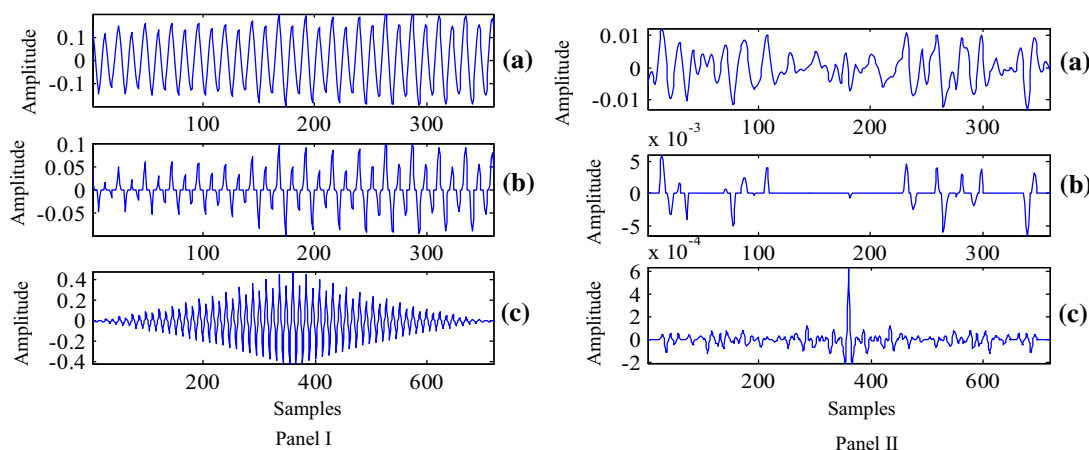 Amplitude
0.1
0
-0.1
100 200 300
(a)
Amplitude
0.1
0.05
0
-0.05
100 200 300
(b)
Amplitude
0.4
0.2
0
-0.2
-0.4
200 400 600
(c)
Samples
Panel I
Amplitude
0.01
0
-0.01
100 200 300
(a)
x 10 -3
Amplitude
5
0
-5
100 200 300
(b)
x 10 -4
Amplitude
6
4
2
0
-2
200 400 600
(c)
Samples
Panel II